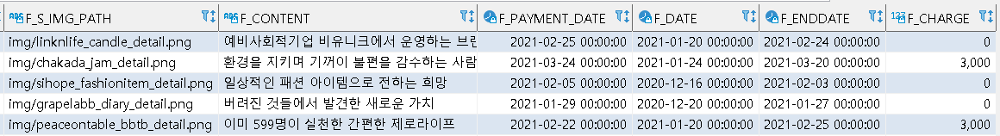 ABC F_S_IMG_PATH ABC F_CONTENT F_PAYMENT_DATE F_DATE F_ENDDATE 123 F_CHARGE
img/linknlife_candle_detail.png 예비사회적기업 비유니크에서 운영하는 브랜 2021-02-25 00:00:00 2021-01-20 00:00:00 2021-02-24 00:00:00 0
img/chakada_jam_detail.png 환경을 지키며 기꺼이 불편을 감수하는 사람 2021-03-24 00:00:00 2021-01-24 00:00:00 2021-03-20 00:00:00 3,000
img/sihope_fashionitem_detail.png 일상적인 패션 아이템으로 전하는 희망 2021-02-05 00:00:00 2020-12-16 00:00:00 2021-02-03 00:00:00 0
img/grapelabb_diary_detail.png 버려진 것들에서 발견한 새로운 가치 2021-01-29 00:00:00 2020-12-20 00:00:00 2021-01-27 00:00:00 0
img/peaceontable_bbtb_detail.png 이미 599명이 실천한 간편한 제로라이프 2021-02-22 00:00:00 2021-01-20 00:00:00 2021-02-25 00:00:00 3,000